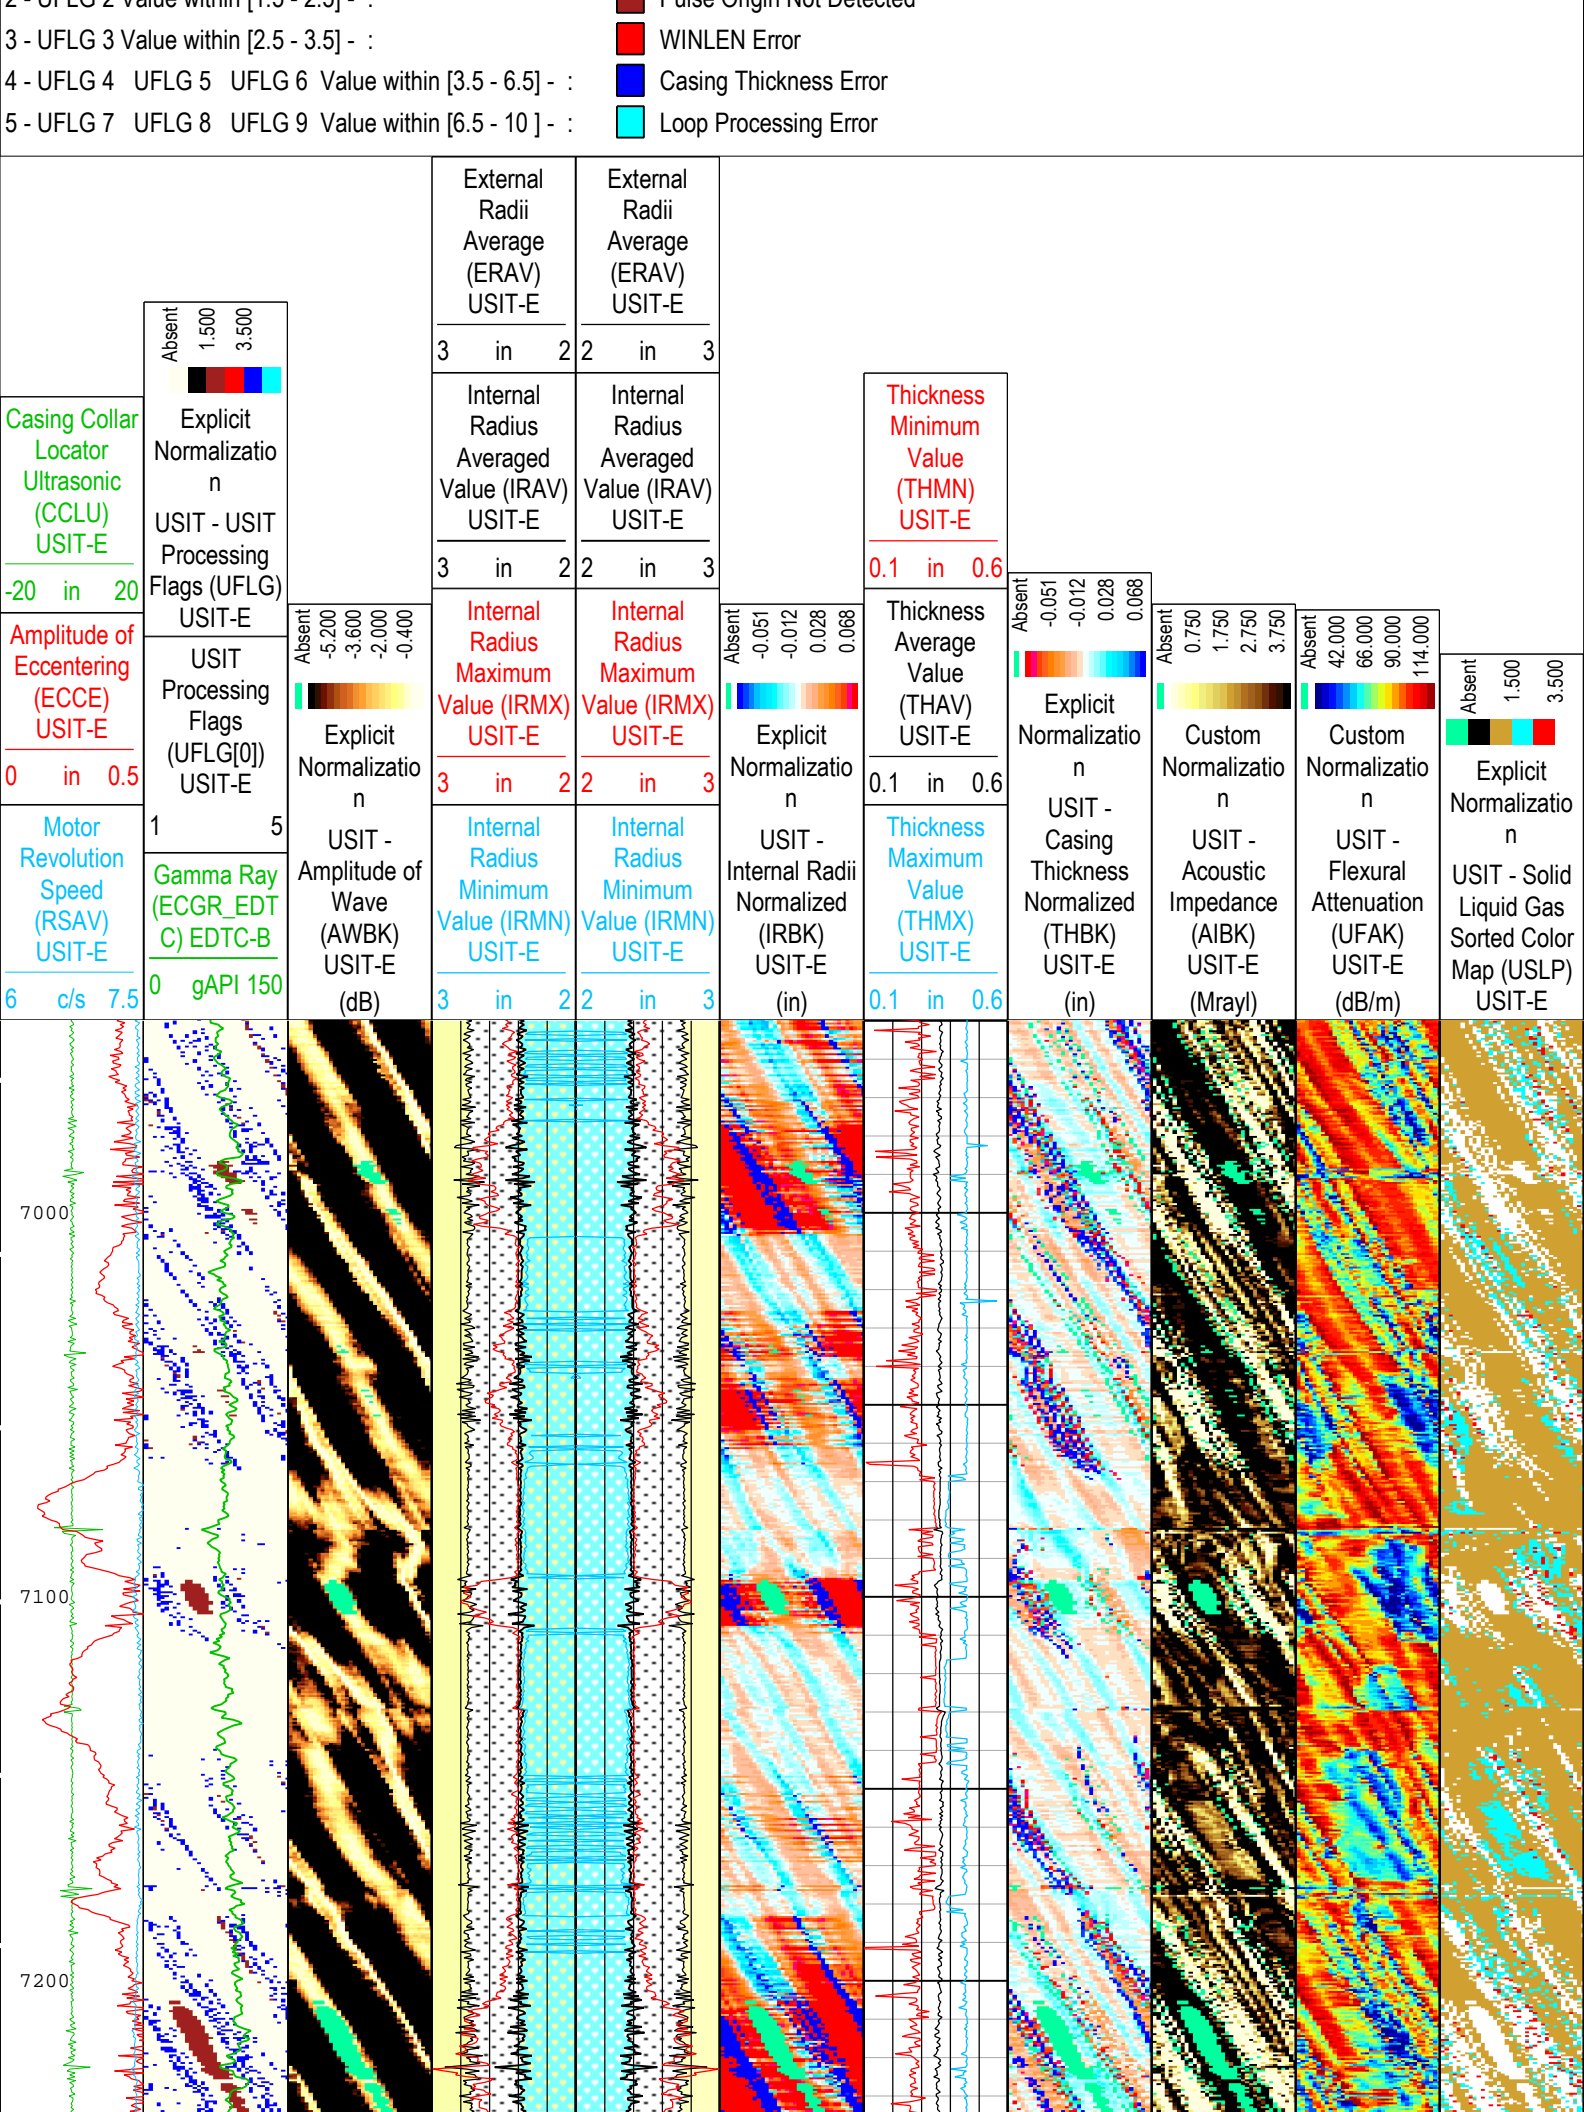 2 - UFLG 2 Value within [1.5 - 2.5] - :
Pulse Origin Not Detected
3 - UFLG 3 Value within [2.5 - 3.5] - :
WINLEN Error
4 - UFLG 4 UFLG 5 UFLG 6 Value within [3.5 - 6.5] - :
Casing Thickness Error
5 - UFLG 7 UFLG 8 UFLG 9 Value within [6.5 - 10 ] - :
Loop Processing Error
Casing Collar
Locator
Ultrasonic
(CCLU)
USIT-E
-20 in 20
Amplitude of
Eccentering
(ECCE)
USIT-E
0 in 0.5
Motor
Revolution
Speed
(RSAV)
USIT-E
6 c/s 7.5
Absent
1.500
3.500
Explicit
Normalizatio
n
USIT - USIT
Processing
Flags (UFLG)
USIT-E
USIT
Processing
Flags
(UFLG[0])
USIT-E
1 5
Gamma Ray
(ECGR_EDT
C) EDTC-B
0 gAPI 150
Absent
-5.200
-3.600
-2.000
-0.400
Explicit
Normalizatio
n
USIT -
Amplitude of
Wave
(AWBK)
USIT-E
(dB)
External
Radii
Average
(ERAV)
USIT-E
3 in 2
Internal
Radius
Averaged
Value (IRAV)
USIT-E
3 in 2
Internal
Radius
Maximum
Value (IRMX)
USIT-E
3 in 2
Internal
Radius
Minimum
Value (IRMN)
USIT-E
3 in 2
External
Radii
Average
(ERAV)
USIT-E
2 in 3
Internal
Radius
Averaged
Value (IRAV)
USIT-E
2 in 3
Internal
Radius
Maximum
Value (IRMX)
USIT-E
2 in 3
Internal
Radius
Minimum
Value (IRMN)
USIT-E
2 in 3
Absent
-0.051
-0.012
0.028
0.068
Explicit
Normalizatio
n
USIT -
Internal Radii
Normalized
(IRBK)
USIT-E
(in)
Thickness
Minimum
Value
(THMN)
USIT-E
0.1 in 0.6
Thickness
Average
Value
(THAV)
USIT-E
0.1 in 0.6
Thickness
Maximum
Value
(THMX)
USIT-E
0.1 in 0.6
Absent
-0.051
-0.012
0.028
0.068
Explicit
Normalizatio
n
USIT -
Casing
Thickness
Normalized
(THBK)
USIT-E
(in)
Absent
0.750
1.750
2.750
3.750
Custom
Normalizatio
n
USIT -
Acoustic
Impedance
(AIBK)
USIT-E
(Mrayl)
Absent
42.000
66.000
90.000
114.000
Custom
Normalizatio
n
USIT -
Flexural
Attenuation
(UFAK)
USIT-E
(dB/m)
Absent
1.500
3.500
Explicit
Normalizatio
n
USIT - Solid
Liquid Gas
Sorted Color
Map (USLP)
USIT-E
7000
7100
7200